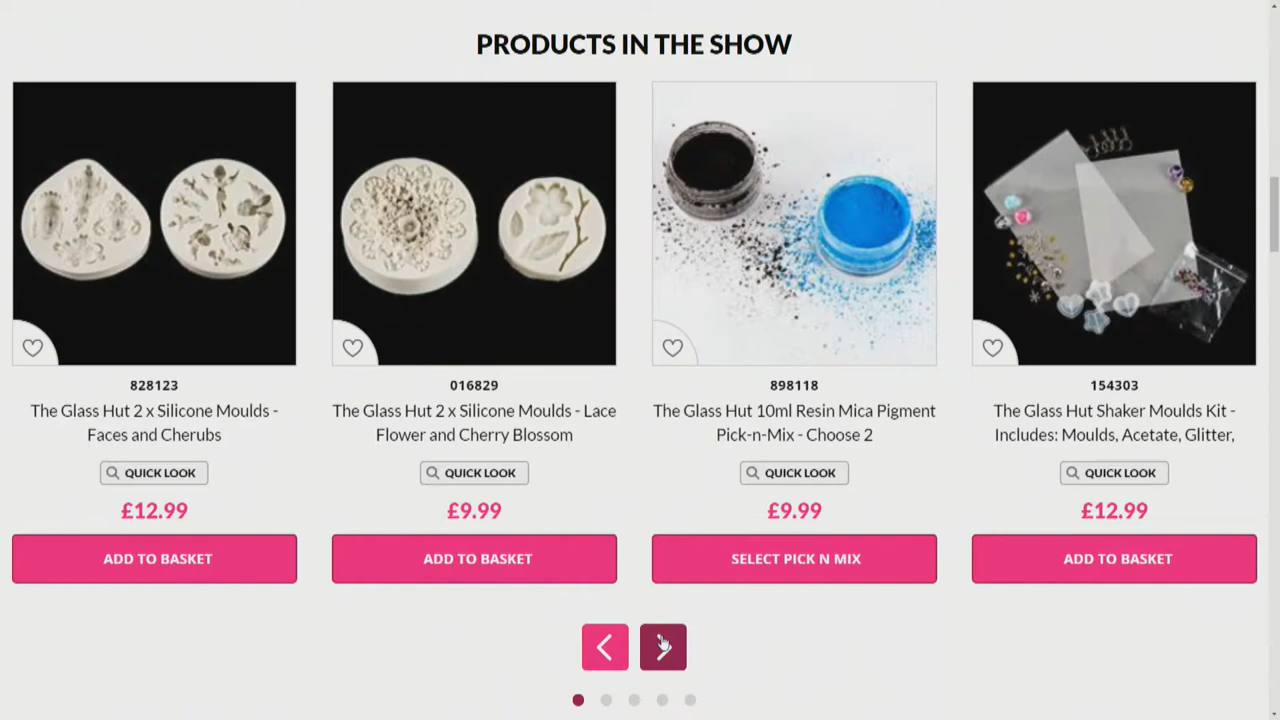 PRODUCTS IN THE SHOW
828123
The Glass Hut 2 x Silicone Moulds -
Faces and Cherubs
QUICK LOOK
£12.99
ADD TO BASKET
016829
The Glass Hut 2 x Silicone Moulds - Lace
Flower and Cherry Blossom
QUICK LOOK
£9.99
ADD TO BASKET
898118
The Glass Hut 10ml Resin Mica Pigment
Pick-n-Mix - Choose 2
QUICK LOOK
£9.99
SELECT PICK N MIX
154303
The Glass Hut Shaker Moulds Kit -
Includes: Moulds, Acetate, Glitter,
QUICK LOOK
£12.99
ADD TO BASKET